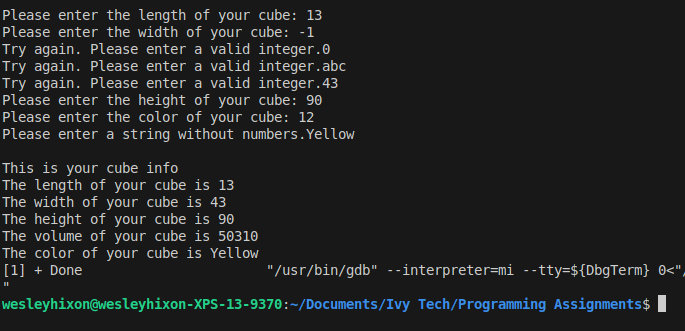 Please enter the length of your cube: 13
Please enter the width of your cube: -1
Try again. Please enter a valid integer.0
Try again. Please enter a valid integer.abc
Try again. Please enter a valid integer.43
Please enter the height of your cube: 90
Please enter the color of your cube: 12
Please enter a string without numbers.Yellow
This is your cube info
The length of your cube is 13
The width of your cube is 43
The height of your cube is 90
The volume of your cube is 50310
The color of your cube is Yellow
[1] + Done                       "/usr/bin/gdb" --interpreter=mi --tty=${DbgTerm} 0<"/
"
wesleyhixon@wesleyhixon-XPS-13-9370:~/Documents/Ivy Tech/Programming Assignments$